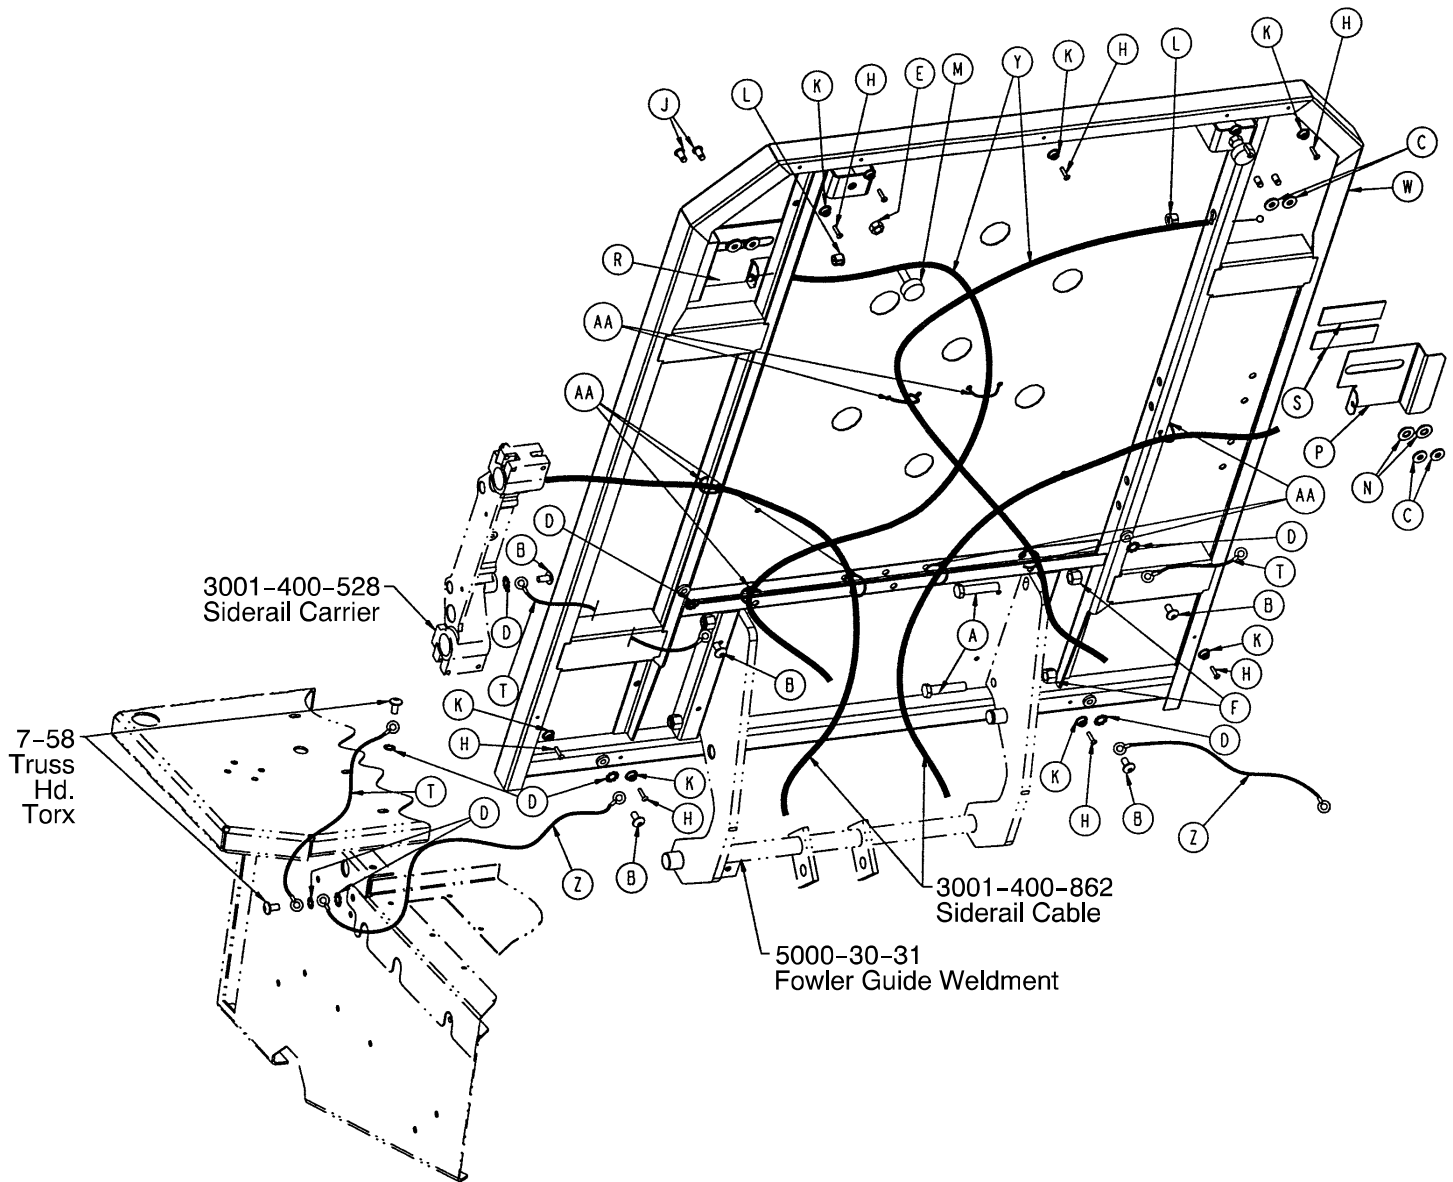 H
K
L
H
K
Y
M
E
H
K
L
J
C
W
R
AA
S
AA
P
N
AA
C
D
B
D
T
3001-400-528
Siderail Carrier
D
B
A
K
B
T
H
K
F
7-58
Truss
Hd.
Torx
H
D
K
T
D
K
D
H
H
B
Z
Z
B
3001-400-862
Siderail Cable
5000-30-31
Fowler Guide Weldment